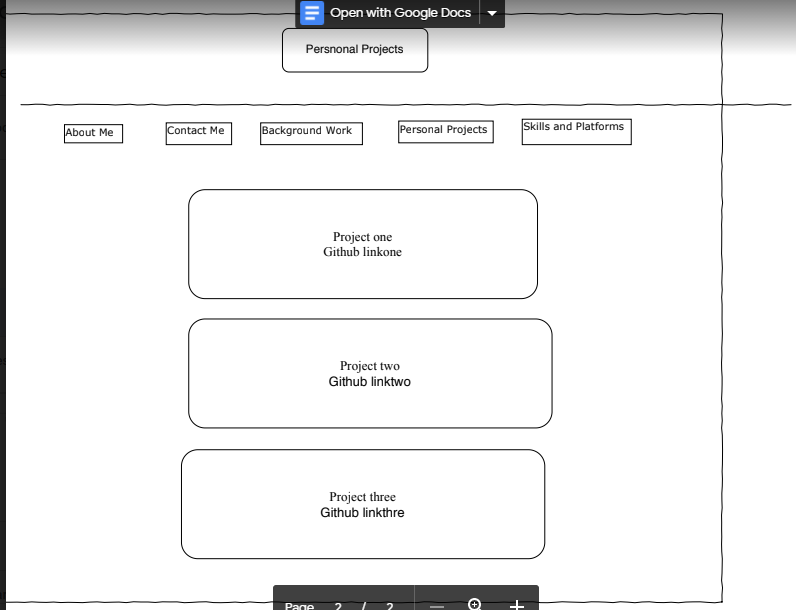 Open with Google Docs
Persnonal Projects
About Me
Contact Me
Background Work
Personal Projects
Skills and Platforms
Project one
Github linkone
Project two
Github linktwo
Project three
Github linkthre
Page 2 / 2